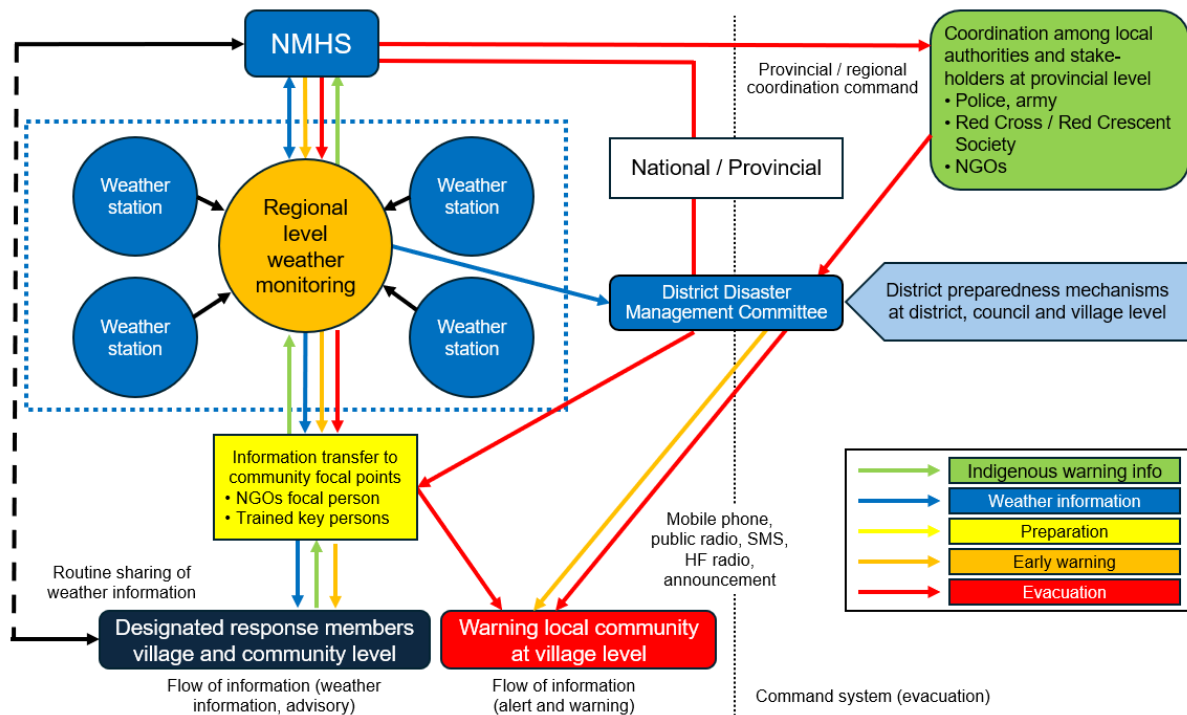 NMHS
Provincial / regional
coordination command
Coordination among local
authorities and stake-
holders at provincial level
• Police, army
• Red Cross / Red Crescent
Society
• NGOs
Weather
station
Weather
station
Regional
level
weather
monitoring
National / Provincial
Weather
station
Weather
station
District Disaster
Management Committee
District preparedness mechanisms
at district, council and village level
Information transfer to
community focal points
• NGOs focal person
• Trained key persons
Mobile phone,
public radio, SMS,
HF radio,
announcement
Indigenous warning info
Weather information
Preparation
Early warning
Evacuation
Routine sharing of
weather information
Designated response members
village and community level
Warning local community
at village level
Flow of information (weather
information, advisory)
Flow of information
(alert and warning)
Command system (evacuation)